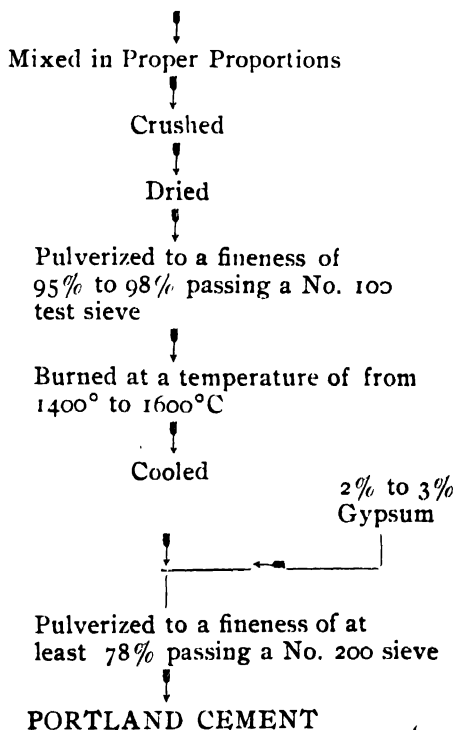 Mixed in Proper Proportions
Crushed
Dried
Pulverized to a fineness of
95% to 98% passing a No. 100
test sieve
Burned at a temperature of from
1400° to 1600°C
Cooled
2% to 3%
Gypsum
Pulverized to a fineness of at
least 78% passing a No. 200 sieve
PORTLAND CEMENT